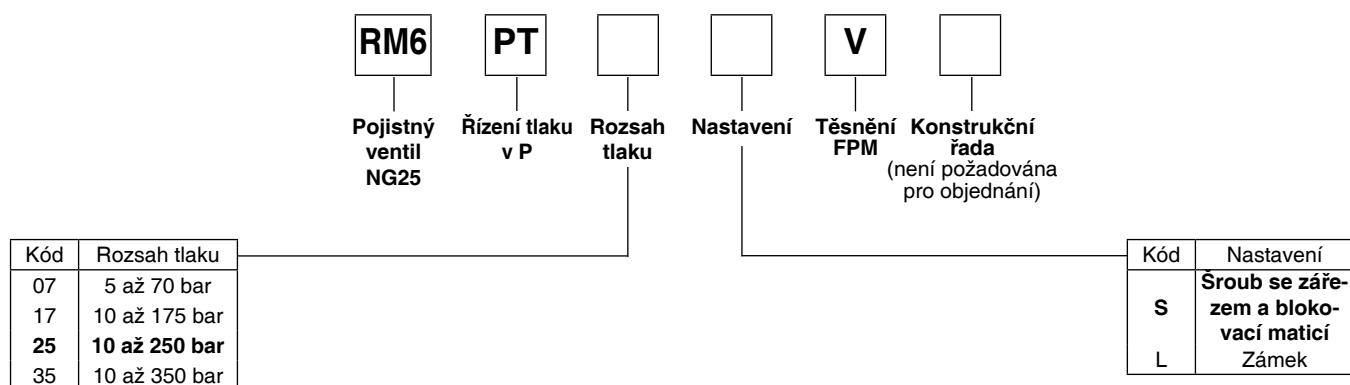 RM6 PT V
Pojistný ventil NG25
Řízení tlaku v P
Rozsah tlaku
Nastavení
Těsnění FPM
Konstrukční řada
(není požadována pro objednání)
Kód Rozsah tlaku
07 5 až 70 bar
17 10 až 175 bar
25 10 až 250 bar
35 10 až 350 bar
Kód Nastavení
S Šroub se záře-
zem a bloko-
vací maticí
L Zámek